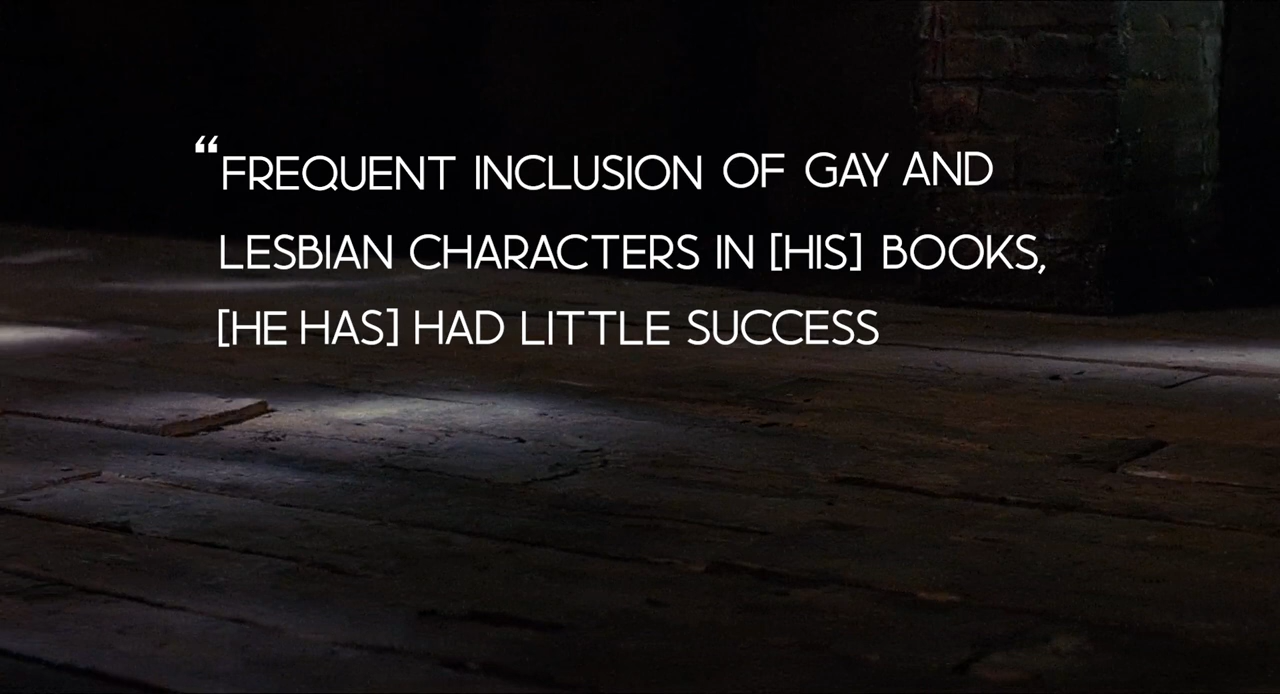 “FREQUENT INCLUSION OF GAY AND
LESBIAN CHARACTERS IN [HIS] BOOKS,
[HE HAS] HAD LITTLE SUCCESS